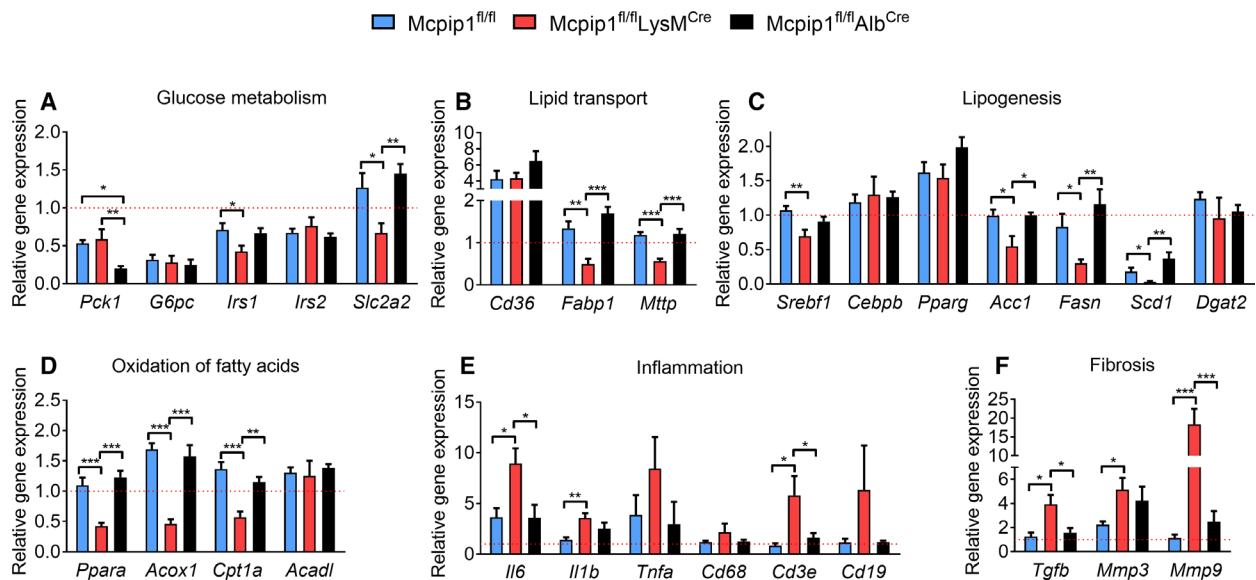 Mcpip1fl/fl Mcpip1fl/flLysMCre Mcpip1fl/flAlbCre
A Glucose metabolism
Relative gene expression
2.0
1.5
1.0
0.5
0.0
* ** * * **
Pck1 G6pc Irs1 Irs2 Slc2a2
B Lipid transport
Relative gene expression
10
8
6
4
2
1
0
** *** *** ***
Cd36 Fabp1 Mttp
C Lipogenesis
Relative gene expression
2.0
1.5
1.0
0.5
0.0
** * * * ** * **
Srebf1 Cebpb Pparg Acc1 Fasn Scd1 Dgat2
D Oxidation of fatty acids
Relative gene expression
2.5
2.0
1.5
1.0
0.5
0.0
*** *** *** *** *** **
Ppara Acox1 Cpt1a Acadl
E Inflammation
Relative gene expression
15
10
5
0
* * ** * *
Il6 Il1b Tnfa Cd68 Cd3e Cd19
F Fibrosis
Relative gene expression
25
20
15
10
6
4
2
0
* * * *** ***
Tgfb Mmp3 Mmp9